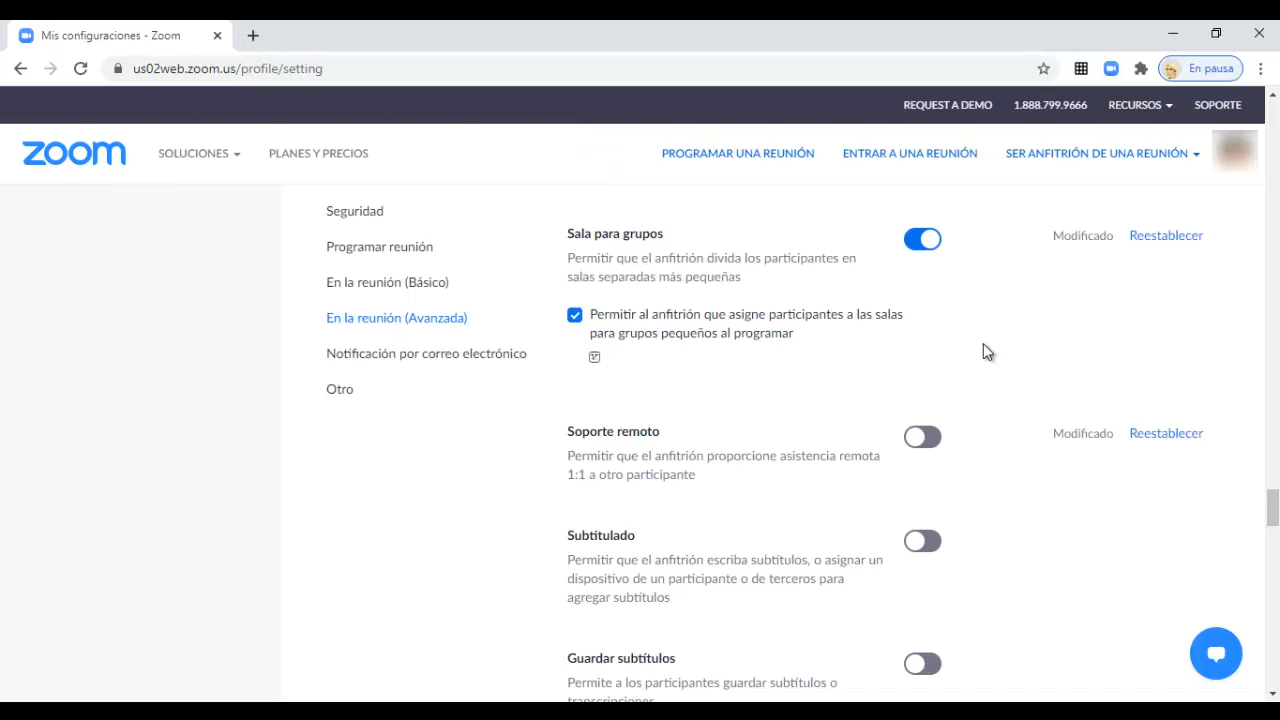 Mis configuraciones - Zoom
us02web.zoom.us/profile/setting
En pausa
REQUEST A DEMO
1.888.799.9666
RECURSOS
SOPORTE
zoom
SOLUCIONES
PLANES Y PRECIOS
PROGRAMAR UNA REUNIÓN
ENTRAR A UNA REUNIÓN
SER ANFITRIÓN DE UNA REUNIÓN
Seguridad
Programar reunión
En la reunión (Básico)
En la reunión (Avanzada)
Notificación por correo electrónico
Otro
Sala para grupos
Modificado
Reestablecer
Permitir que el anfitrión divida los participantes en
salas separadas más pequeñas
Permitir al anfitrión que asigne participantes a las salas
para grupos pequeños al programar
Soporte remoto
Modificado
Reestablecer
Permitir que el anfitrión proporcione asistencia remota
1:1 a otro participante
Subtitulado
Permitir que el anfitrión escriba subtítulos, o asignar un
dispositivo de un participante o de terceros para
agregar subtítulos
Guardar subtítulos
Permite a los participantes guardar subtítulos o
transcripciones